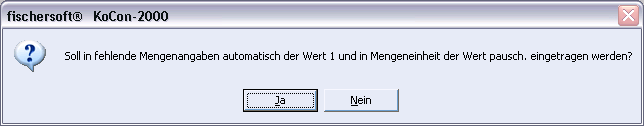 fischersoft® KoCon-2000
Soll in fehlende Mengenangaben automatisch der Wert 1 und in Mengeneinheit der Wert pausch. eingetragen werden?
Ja
Nein